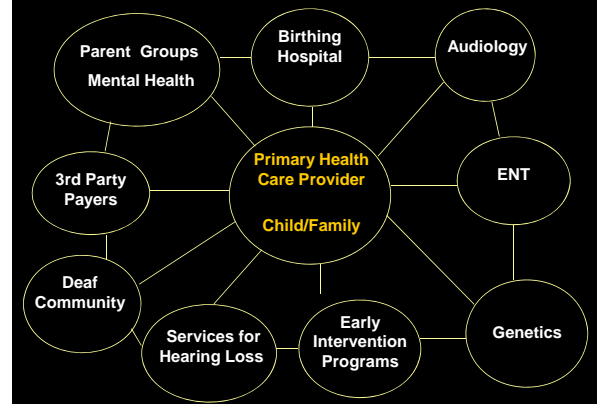 Parent Groups
Mental Health
Birthing
Hospital
Audiology
3rd Party
Payers
Primary Health
Care Provider
Child/Family
ENT
Deaf
Community
Services for
Hearing Loss
Early
Intervention
Programs
Genetics